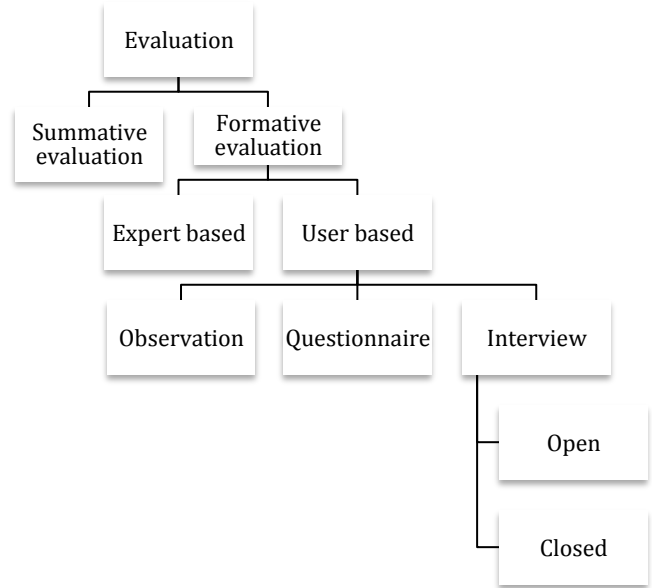 Evaluation
Summative
evaluation
Formative
evaluation
Expert based
User based
Observation
Questionnaire
Interview
Open
Closed